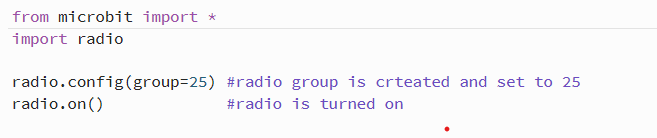 from microbit import *
import radio
radio.config(group=25) #radio group is crteated and set to 25
radio.on() #radio is turned on